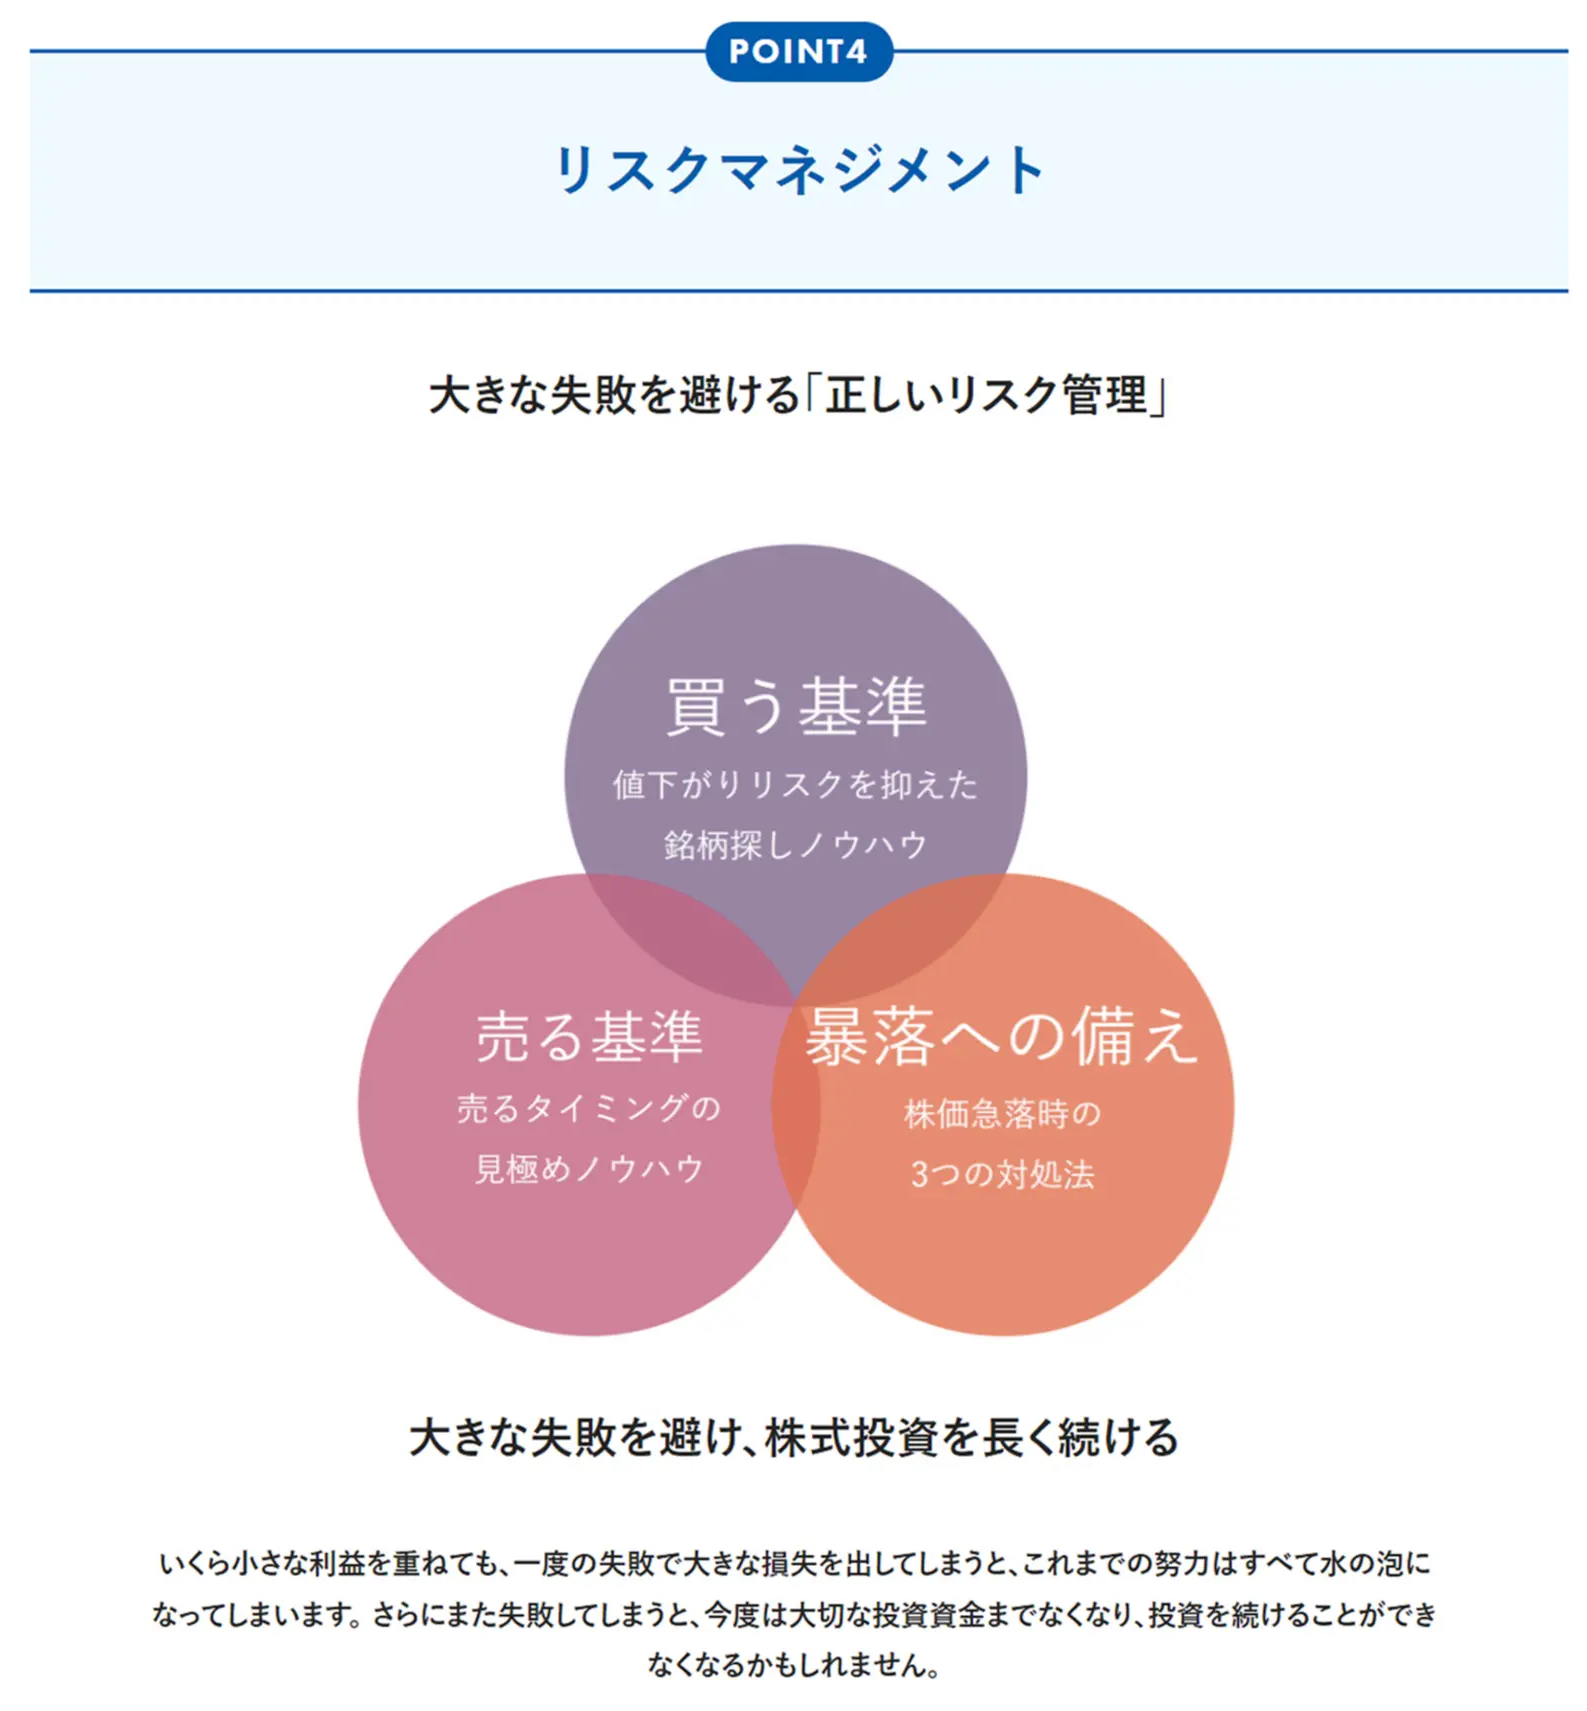 POINT4
リスクマネジメント
大きな失敗を避ける「正しいリスク管理」
買う基準
値下がりリスクを抑えた
銘柄探しノウハウ
売る基準
売るタイミングの
見極めノウハウ
暴落への備え
株価急落時の
3つの対処法
大きな失敗を避け、株式投資を長く続ける
いくら小さな利益を重ねても、一度の失敗で大きな損失を出してしまうと、これまでの努力はすべて水の泡に
なってしまいます。さらにまた失敗してしまうと、今度は大切な投資資金までなくなり、投資を続けることができ
なくなるかもしれません。